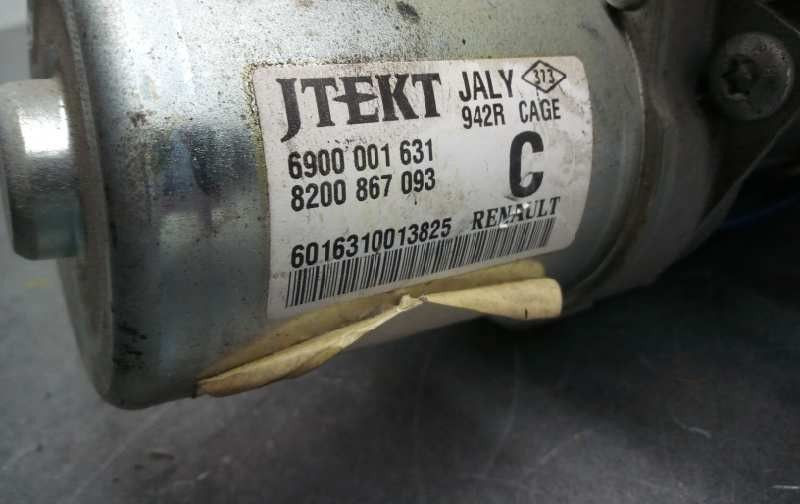 JTEKT JALY 373
942R CAGE
6900 001 631
8200 867 093
C
RENAULT
6016310013825